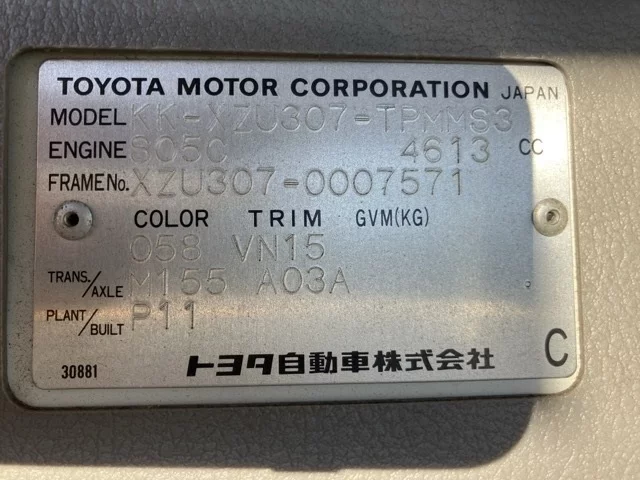 TOYOTA MOTOR CORPORATION JAPAN
MODEL KK-XZU307-TPMMS3
ENGINE S05C 4613 CC
FRAME No. XZU307-0007571
COLOR TRIM GVM(KG)
058 VN15
TRANS./AXLE M155 A03A
PLANT/BUILT P11
30881 トヨタ自動車株式会社 C